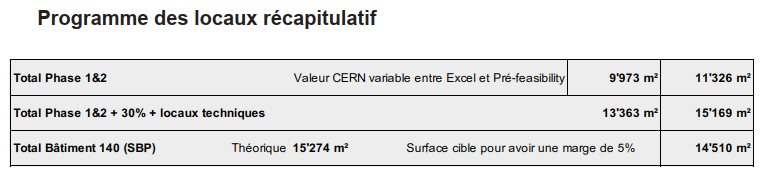 Programme des locaux récapitulatif
Total Phase 1&2 Valeur CERN variable entre Excel et Pré-feasibility 9'973 m² 11'326 m²
Total Phase 1&2 + 30% + locaux techniques 13'363 m² 15'169 m²
Total Bâtiment 140 (SBP) Théorique 15'274 m² Surface cible pour avoir une marge de 5% 14'510 m²